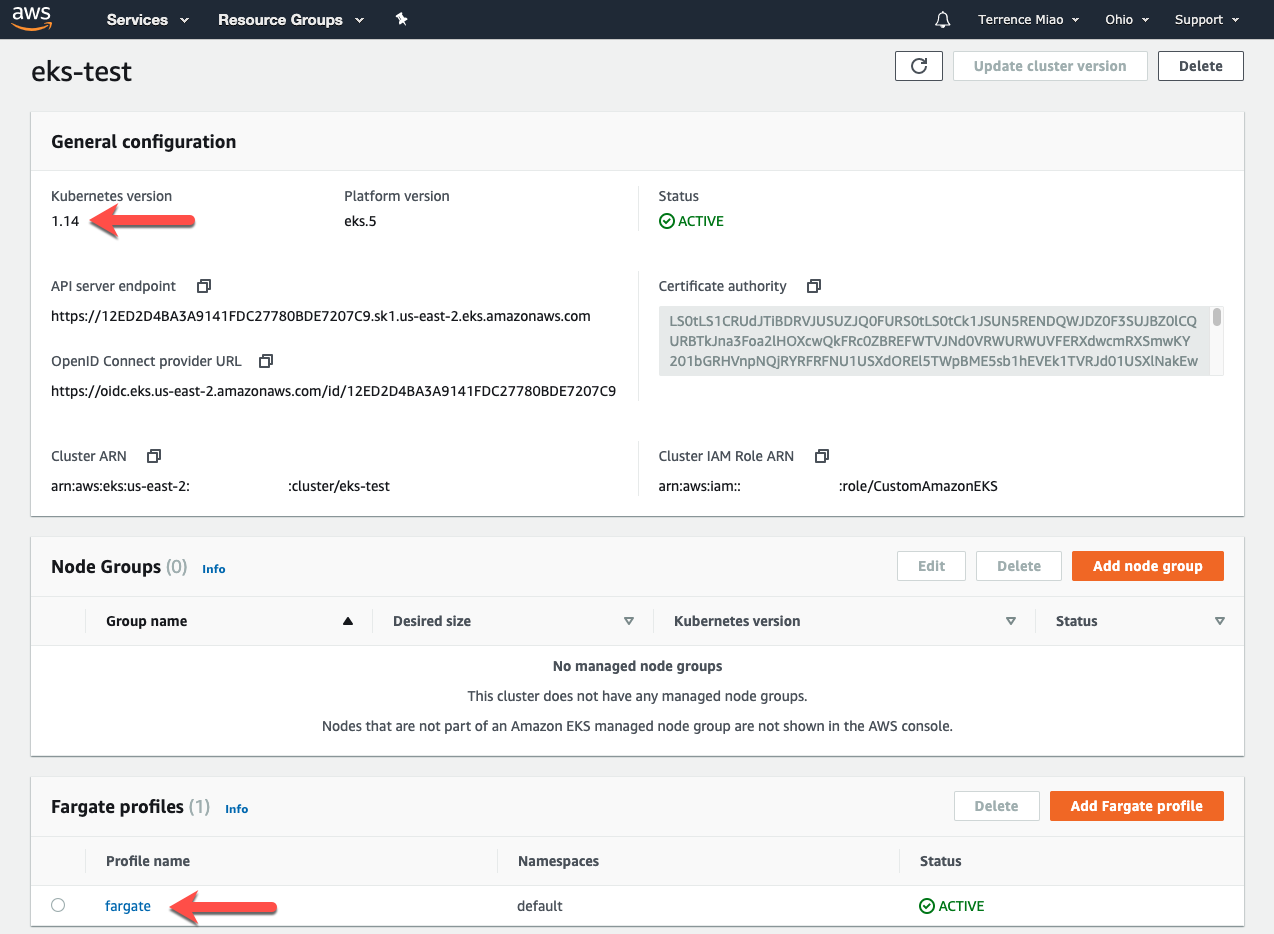 aws Services Resource Groups Terrence Miao Ohio Support
eks-test Update cluster version Delete
General configuration
Kubernetes version Platform version Status
1.14 eks.5 ACTIVE
API server endpoint Certificate authority
https://12ED2D4BA3A9141FDC27780BDE7207C9.sk1.us-east-2.eks.amazonaws.com
LS0tLS1CRUdJTiBDRVJUSUZJQ0FURS0tLS0tCk1JSUN5RENDQWJDZ0F3SUJBZ0lCQ
URBTkJna3Foa2lHOXcwQkFRc0ZBREFWTVJNd0VRWURWUVFERXdwcmRXSmwKY
201bGRHVnpNQjRYRFRFNU1USXdOREl5TWpBME5sb1hEVEk1TVRJd01USXlNakEw
OpenID Connect provider URL
https://oidc.eks.us-east-2.amazonaws.com/id/12ED2D4BA3A9141FDC27780BDE7207C9
Cluster ARN Cluster IAM Role ARN
arn:aws:eks:us-east-2: :cluster/eks-test arn:aws:iam:: :role/CustomAmazonEKS
Node Groups (0) Info Edit Delete Add node group
Group name Desired size Kubernetes version Status
No managed node groups
This cluster does not have any managed node groups.
Nodes that are not part of an Amazon EKS managed node group are not shown in the AWS console.
Fargate profiles (1) Info Delete Add Fargate profile
Profile name Namespaces Status
fargate default ACTIVE